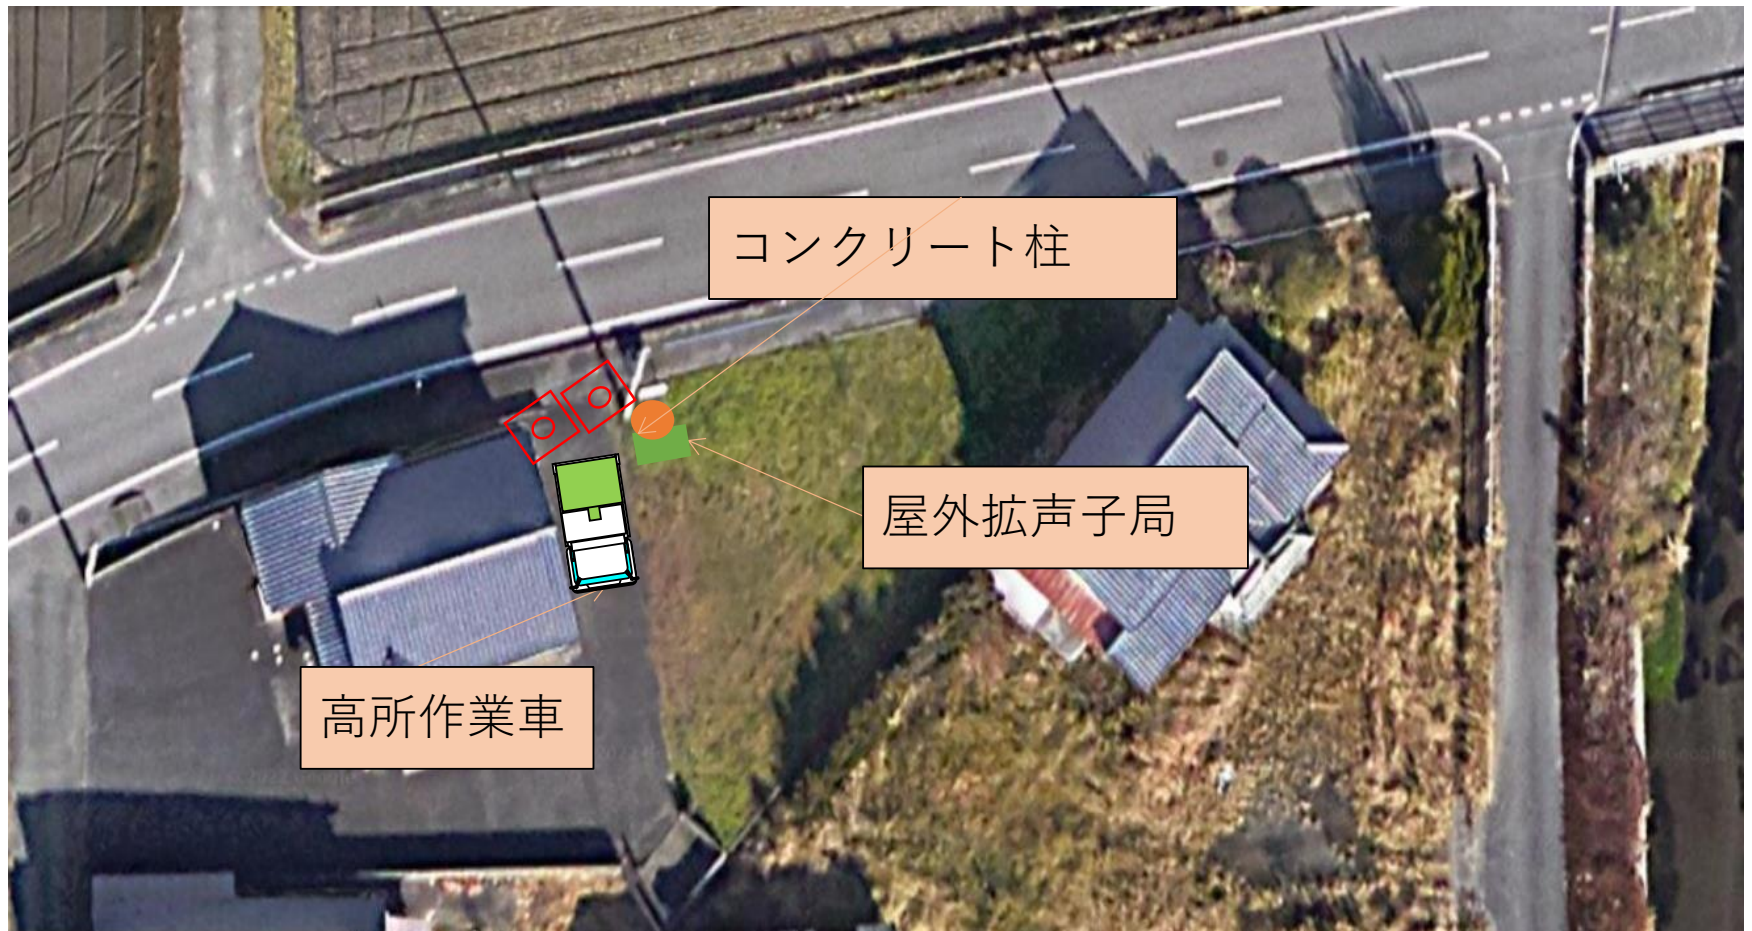 コンクリート柱
屋外拡声子局
高所作業車